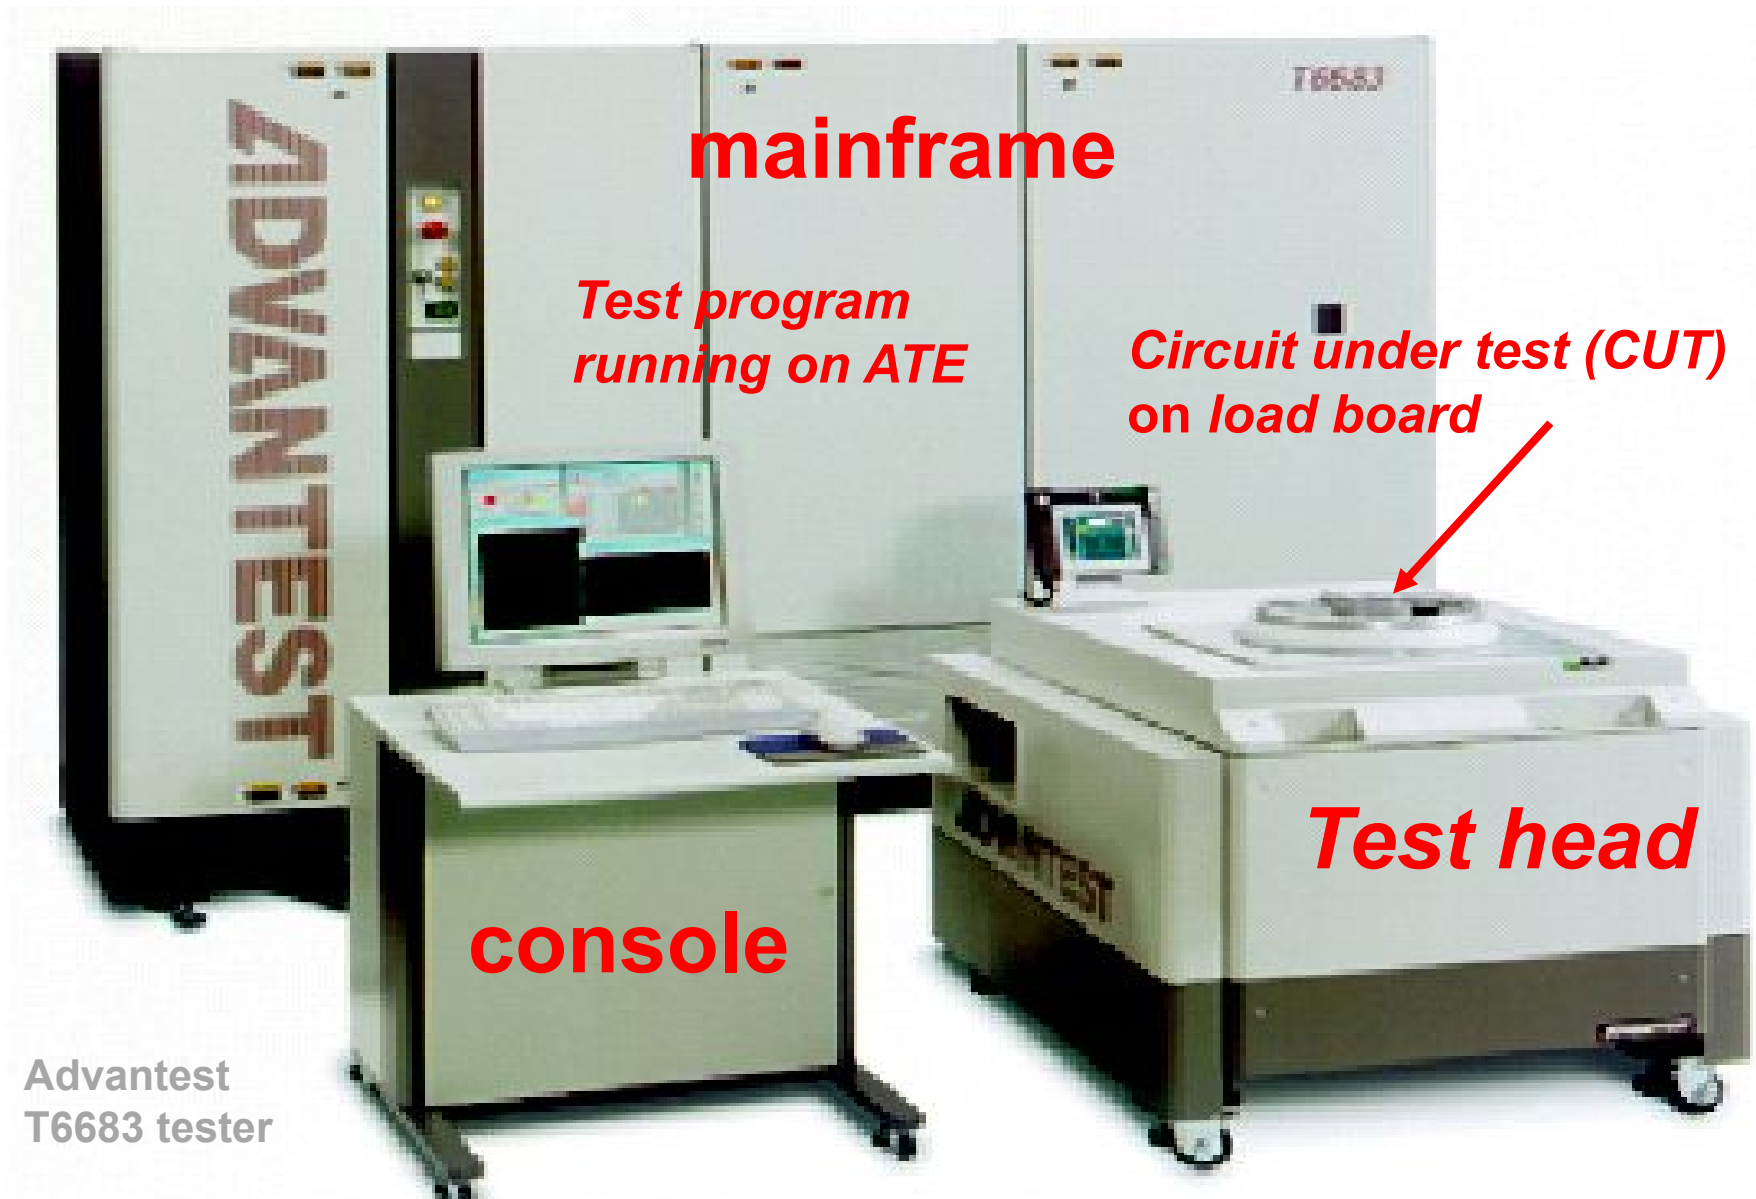 T6683
mainframe
ADVANTEST
Test program
running on ATE
Circuit under test (CUT)
on load board
Test head
ADVANTEST
console
Advantest
T6683 tester